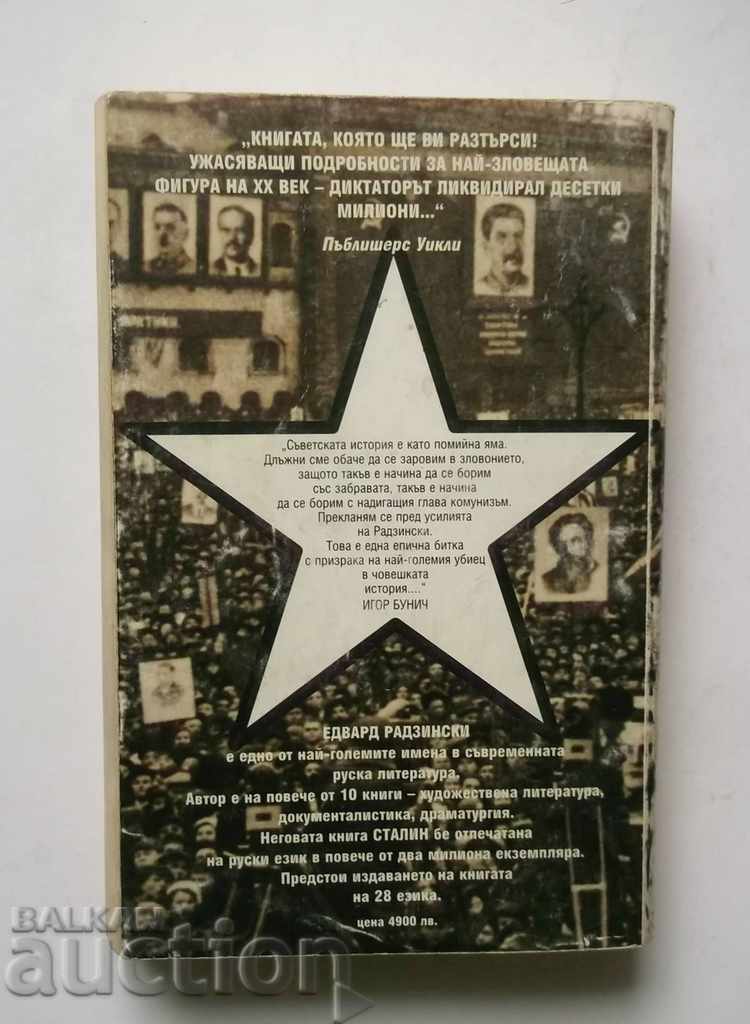 „КНИГАТА, КОЯТО ЩЕ ВИ РАЗТЪРСИ!
УЖАСЯВАЩИ ПОДРОБНОСТИ ЗА НАЙ-ЗЛОВЕЩАТА
ФИГУРА НА ХХ ВЕК – ДИКТАТОРЪТ ЛИКВИДИРАЛ ДЕСЕТКИ
МИЛИОНИ...“
Пъблишерс Уикли
„Съветската история е като помийна яма.
Длъжни сме обаче да се заровим в зловонието,
защото такъв е начина да се борим
със забравата, такъв е начина
да се борим с надигащия глава комунизъм.
Прекланям се пред усилията
на Радзински.
Това е една епична битка
с призрака на най-големия убиец
в човешката
история....“
ИГОР БУНИЧ
ЕДВАРД РАДЗИНСКИ
е едно от най-големите имена в съвременната
руска литература.
Автор е на повече от 10 книги – художествена литература,
документалистика, драматургия.
Неговата книга СТАЛИН бе отпечатана
на руски език в повече от два милиона екземпляра.
Предстои издаването на книгата
на 28 езика.
цена 4900 лв.
BALKAN
auction